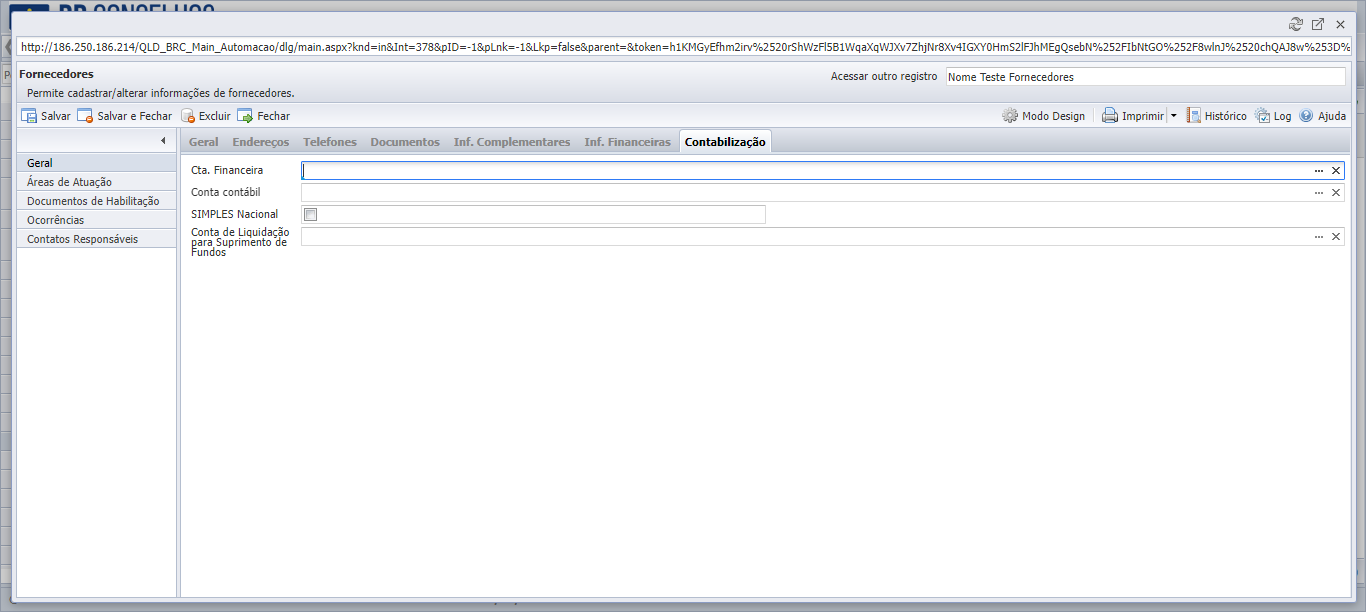 http://186.250.186.214/QLD_BRC_Main_Automacao/dlg/main.aspx?knd=in&Int=378&pID=-1&pLnk=-1&Lkp=false&parent=&token=h1KMGyEfhm2irv%2520rShWzFl5B1WqaXqWJXv7ZhjNr8Xv4IGXY0HmS2lFJhMEgQsebN%252FIbNtGO%252F8wlnJ%2520chQAJ8w%253D%
Fornecedores
Acessar outro registro Nome Teste Fornecedores
Permite cadastrar/alterar informações de fornecedores.
Salvar Salvar e Fechar Excluir Fechar Modo Design Imprimir Histórico Log Ajuda
Geral Endereços Telefones Documentos Inf. Complementares Inf. Financeiras Contabilização
Geral
Áreas de Atuação
Documentos de Habilitação
Ocorrências
Contatos Responsáveis
Cta. Financeira
Conta contábil
SIMPLES Nacional
Conta de Liquidação
para Suprimento de
Fundos